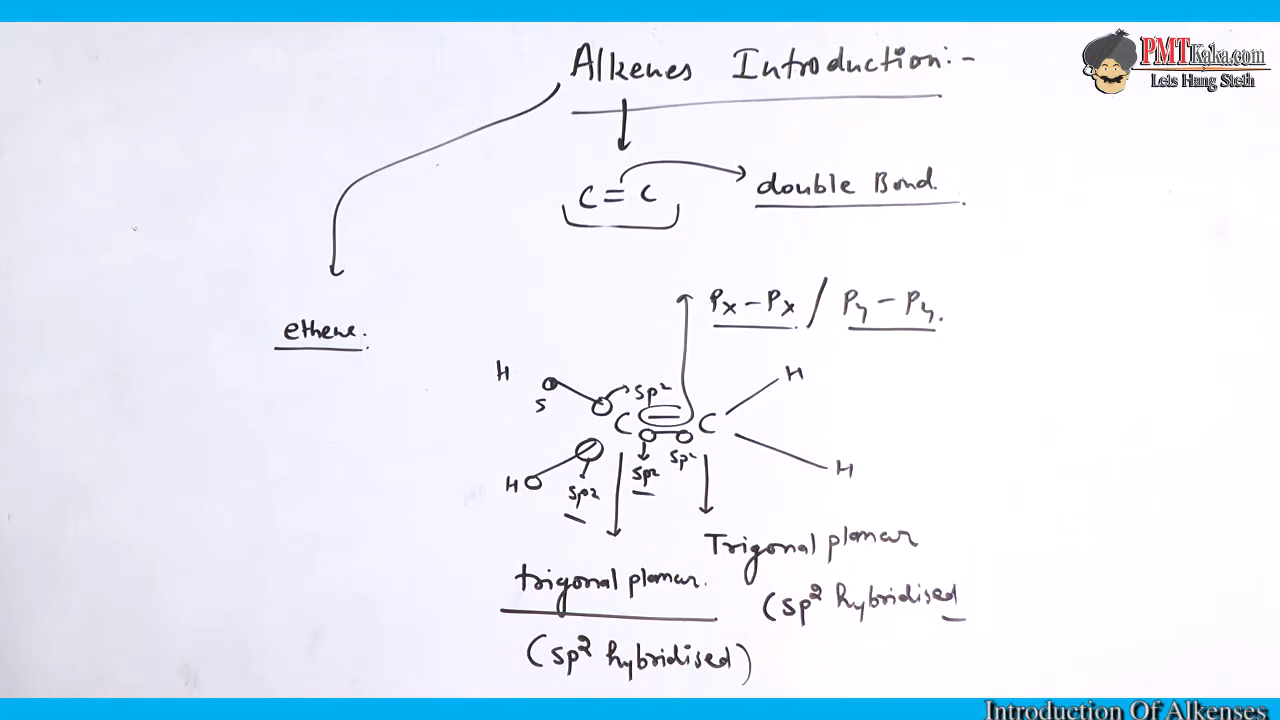 Alkenes Introduction:-
PMTKaka.com
Lets Hang Steth
C = C
double Bond.
Px - Px / Py - Py.
ethene.
H
H
S
sp2
C
C
H
sp2
sp2
sp2
H
Trigonal planar
trigonal planar.
(sp2 hybridised
(sp2 hybridised)
Introduction Of Alkenses